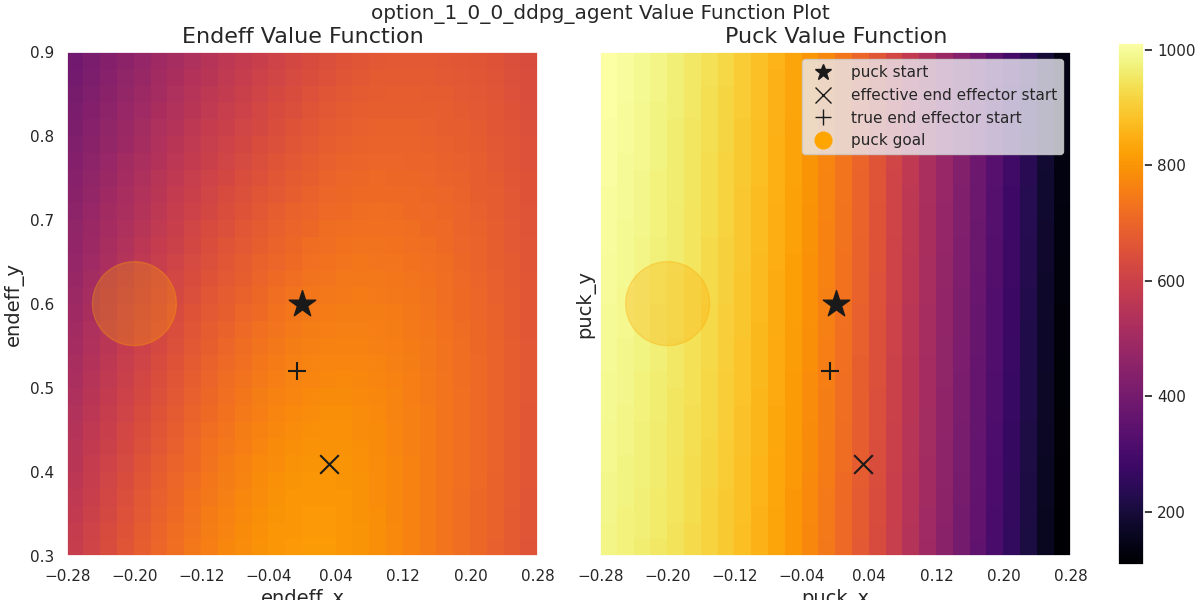 option_1_0_0_ddpg_agent Value Function Plot
Endeff Value Function
Puck Value Function
puck start
effective end effector start
true end effector start
puck goal
0.9
0.8
0.7
0.6
0.5
0.4
0.3
endeff_y
−0.28 −0.20 −0.12 −0.04 0.04 0.12 0.20 0.28
endeff_x
puck_y
−0.28 −0.20 −0.12 −0.04 0.04 0.12 0.20 0.28
puck_x
1000
800
600
400
200